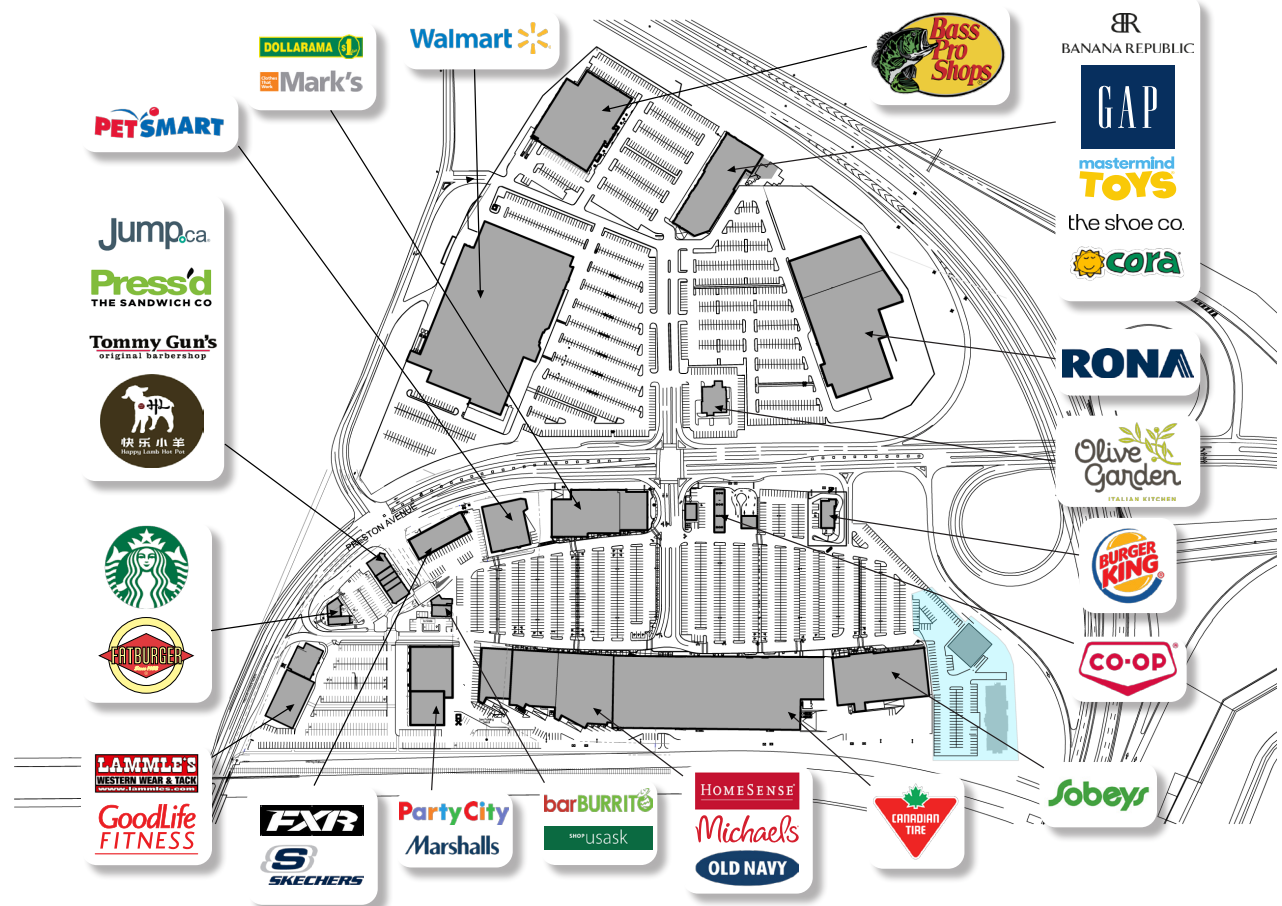 DOLLARAMA $1
Clothes
That
Work
Mark's
Walmart
Bass
Pro
Shops
BR
BANANA REPUBLIC
GAP
mastermind
TOYS
the shoe co.
cora
PETSMART
Jump.ca
Press'd
THE SANDWICH CO
Tommy Gun's
original barbershop
快乐小羊
Happy Lamb Hot Pot
RONA
Olive
Garden
ITALIAN KITCHEN
PRESTON AVENUE
BURGER
KING
FATBURGER
CO-OP
LAMMLE'S
WESTERN WEAR & TACK
www.lammles.com
GoodLife
FITNESS
FXR
S
SKECHERS
Party City
Marshalls
barBURRITO
SHOP usask
HOMESENSE
Michaels
OLD NAVY
CANADIAN
TIRE
Sobeys